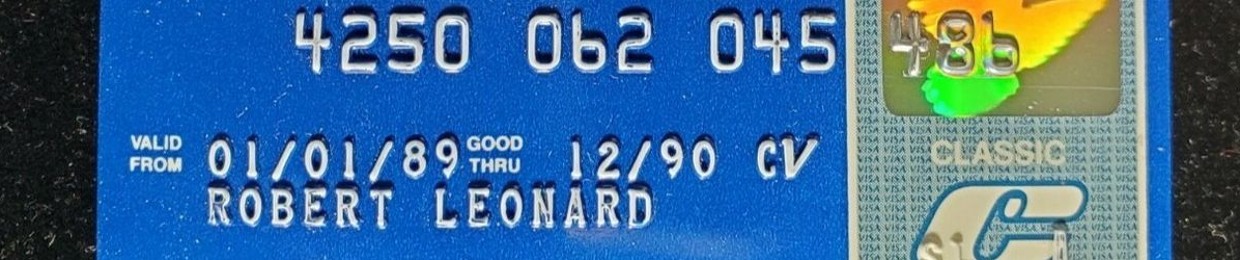 4250 062 045 486
VALID FROM 01/01/89 GOOD THRU 12/90 CV
ROBERT LEONARD
CLASSIC